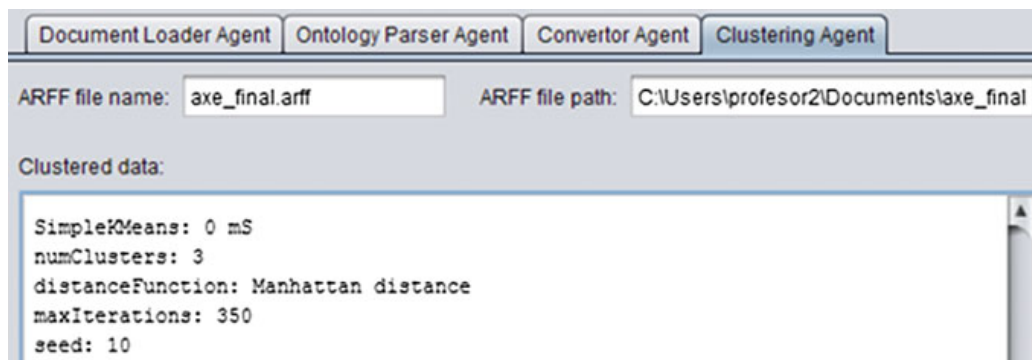 Document Loader Agent Ontology Parser Agent Convertor Agent Clustering Agent
ARFF file name: axe_final.arff ARFF file path: C:\Users\profesor2\Documents\axe_final
Clustered data:
SimpleKMeans: 0 mS
numClusters: 3
distanceFunction: Manhattan distance
maxIterations: 350
seed: 10